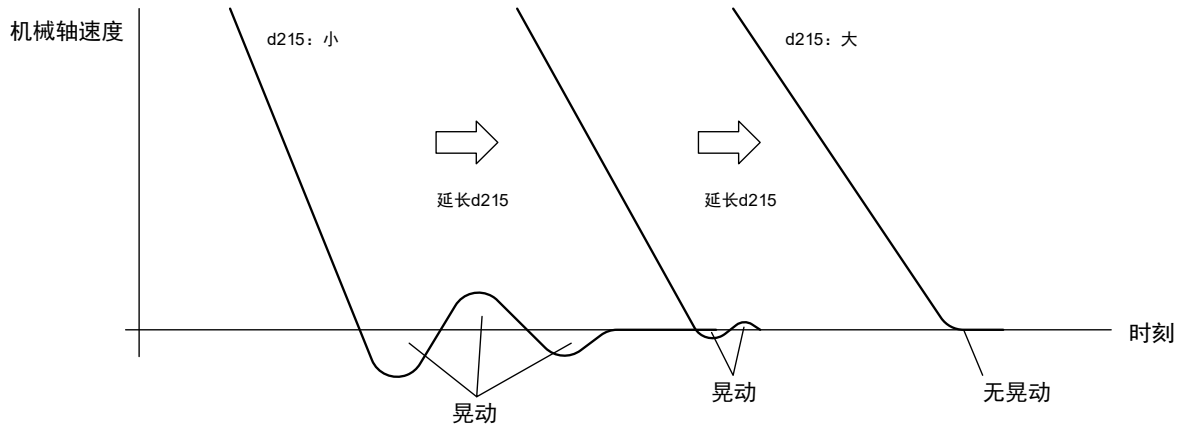 机械轴速度
d215：小
d215：大
延长d215
延长d215
时刻
晃动
晃动
无晃动